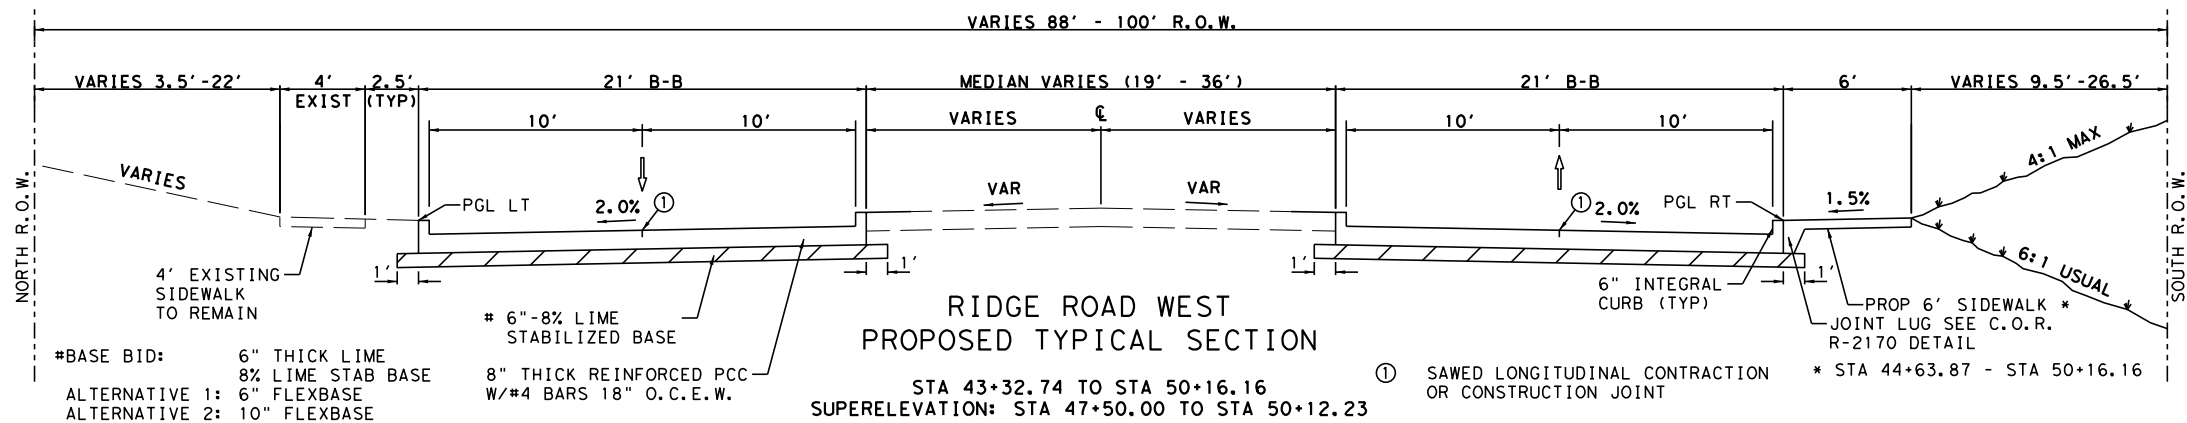 VARIES 88' - 100' R.O.W.
VARIES 3.5'-22'
4'
EXIST
2.5'
(TYP)
21' B-B
MEDIAN VARIES (19' - 36')
21' B-B
6'
VARIES 9.5'-26.5'
10'
10'
VARIES
℄
VARIES
10'
10'
NORTH R.O.W.
VARIES
PGL LT
2.0%
1
VAR
VAR
1
2.0%
PGL RT
1.5%
4:1 MAX
6:1 USUAL
SOUTH R.O.W.
1'
1'
1'
1'
4' EXISTING
SIDEWALK
TO REMAIN
# 6"-8% LIME
STABILIZED BASE
8" THICK REINFORCED PCC
W/#4 BARS 18" O.C.E.W.
6" INTEGRAL
CURB (TYP)
PROP 6' SIDEWALK *
JOINT LUG SEE C.O.R.
R-2170 DETAIL
RIDGE ROAD WEST
PROPOSED TYPICAL SECTION
STA 43+32.74 TO STA 50+16.16
SUPERELEVATION: STA 47+50.00 TO STA 50+12.23
#BASE BID: 6" THICK LIME
8% LIME STAB BASE
ALTERNATIVE 1: 6" FLEXBASE
ALTERNATIVE 2: 10" FLEXBASE
1 SAWED LONGITUDINAL CONTRACTION
OR CONSTRUCTION JOINT
* STA 44+63.87 - STA 50+16.16